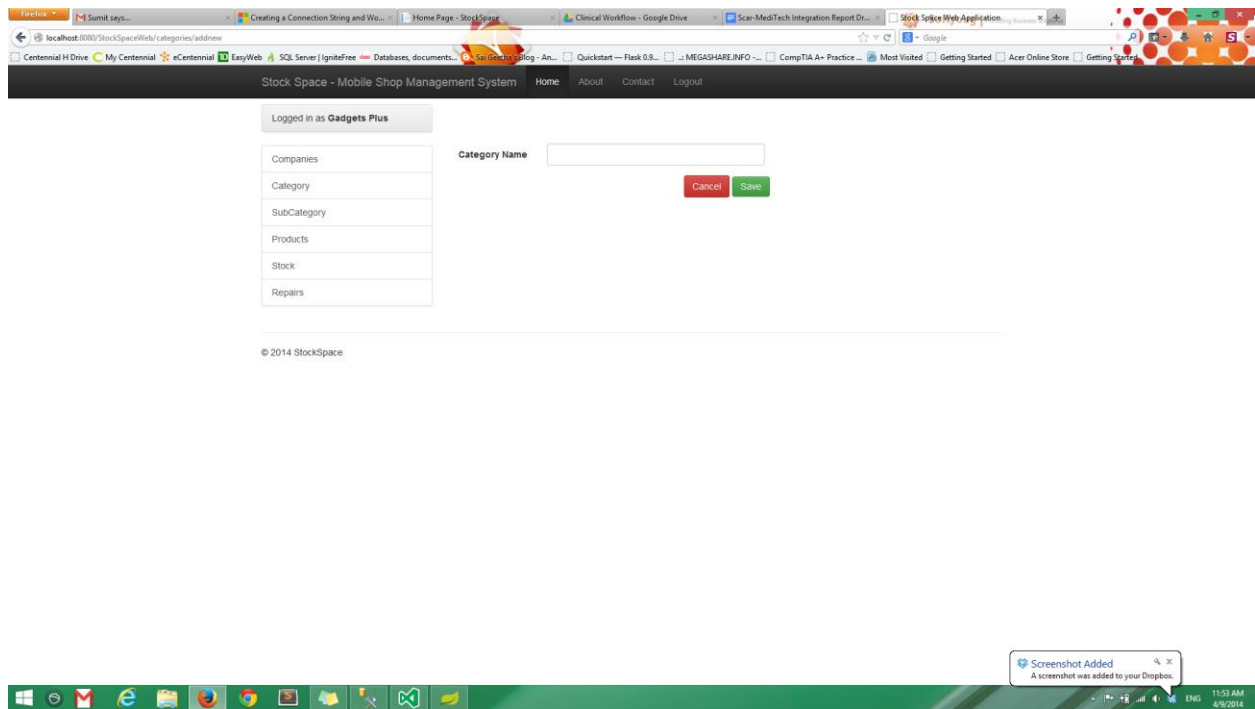 Firefox
Sumit says...
Creating a Connection String and Wo...
Home Page - StockSpace
Clinical Workflow - Google Drive
Scar-MediTech Integration Report Dr...
Stock Space Web Application
localhost:8080/StockSpaceWeb/categories/addnew
Google
Centennial H Drive
My Centennial
eCentennial
EasyWeb
SQL Server | IgniteFree
Databases, documents...
Sai Geetha's Blog - An...
Quickstart — Flask 0.9...
.: MEGASHARE.INFO -...
CompTIA A+ Practice ...
Most Visited
Getting Started
Acer Online Store
Getting Started
Stock Space - Mobile Shop Management System
Home
About
Contact
Logout
Logged in as Gadgets Plus
Companies
Category
SubCategory
Products
Stock
Repairs
Category Name
Cancel
Save
© 2014 StockSpace
Screenshot Added
A screenshot was added to your Dropbox.
ENG
11:53 AM
4/9/2014